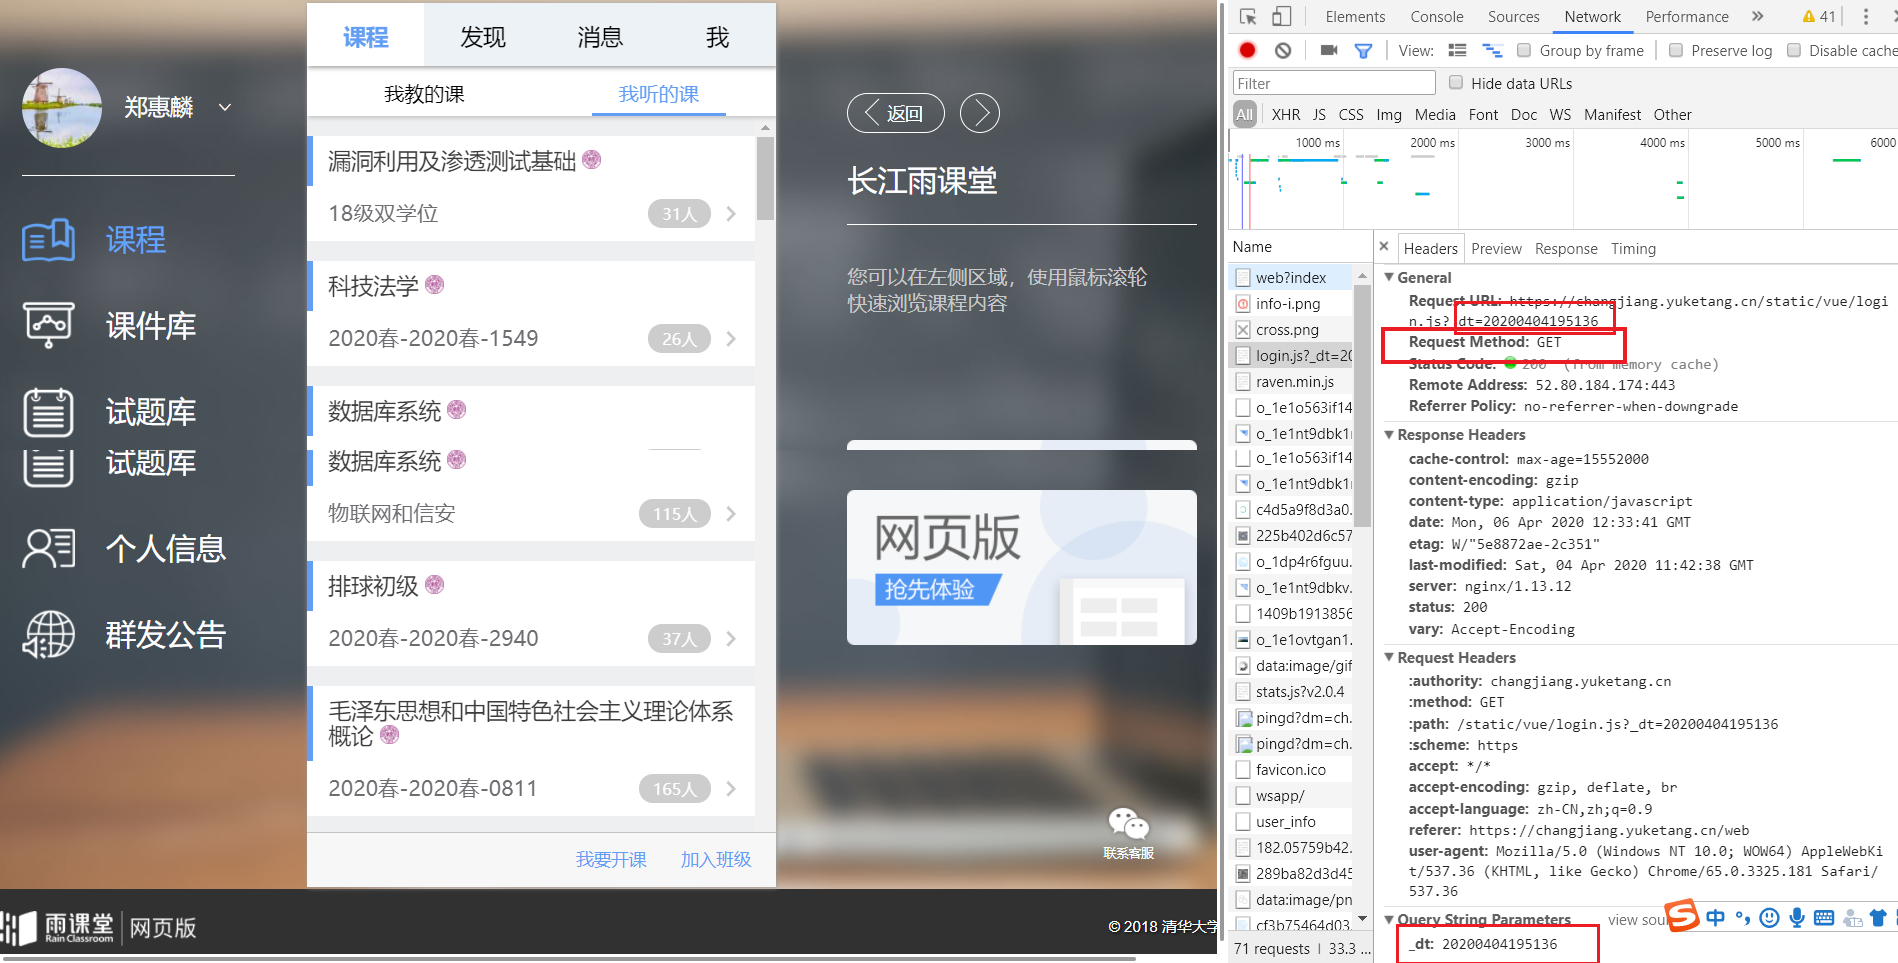 课程 发现 消息 我
我教的课 我听的课
郑惠麟
课程
课件库
试题库
试题库
个人信息
群发公告
漏洞利用及渗透测试基础
18级双学位 31人
科技法学
2020春-2020春-1549 26人
数据库系统
数据库系统
物联网和信安 115人
排球初级
2020春-2020春-2940 37人
毛泽东思想和中国特色社会主义理论体系
概论
2020春-2020春-0811 165人
我要开课 加入班级
返回
长江雨课堂
您可以在左侧区域，使用鼠标滚轮
快速浏览课程内容
网页版
抢先体验
联系客服
雨课堂 Rain Classroom 网页版
© 2018 清华大学
Elements Console Sources Network Performance » 41
View: Group by frame Preserve log Disable cache
Filter Hide data URLs
All XHR JS CSS Img Media Font Doc WS Manifest Other
1000 ms 2000 ms 3000 ms 4000 ms 5000 ms 6000
Name
web?index
info-i.png
cross.png
login.js?_dt=20
raven.min.js
o_1e1o563if14
o_1e1nt9dbk1
o_1e1o563if14
o_1e1nt9dbk1
c4d5a9f8d3a0.
225b402d6c57
o_1dp4r6fguu.
o_1e1nt9dbkv.
1409b1913856
o_1e1ovtgan1.
data:image/gif
stats.js?v2.0.4
pingd?dm=ch.
pingd?dm=ch.
favicon.ico
wsapp/
user_info
182.05759b42.
289ba82d3d45
data:image/pn
cf3b75464d03.
71 requests | 33.3 ...
Headers Preview Response Timing
General
Request URL: https://changjiang.yuketang.cn/static/vue/logi
n.js?_dt=20200404195136
Request Method: GET
Status Code: 200 (from memory cache)
Remote Address: 52.80.184.174:443
Referrer Policy: no-referrer-when-downgrade
Response Headers
cache-control: max-age=15552000
content-encoding: gzip
content-type: application/javascript
date: Mon, 06 Apr 2020 12:33:41 GMT
etag: W/"5e8872ae-2c351"
last-modified: Sat, 04 Apr 2020 11:42:38 GMT
server: nginx/1.13.12
status: 200
vary: Accept-Encoding
Request Headers
:authority: changjiang.yuketang.cn
:method: GET
:path: /static/vue/login.js?_dt=20200404195136
:scheme: https
accept: */*
accept-encoding: gzip, deflate, br
accept-language: zh-CN,zh;q=0.9
referer: https://changjiang.yuketang.cn/web
user-agent: Mozilla/5.0 (Windows NT 10.0; WOW64) AppleWebKi
t/537.36 (KHTML, like Gecko) Chrome/65.0.3325.181 Safari/
537.36
Query String Parameters view sou
中
_dt: 20200404195136